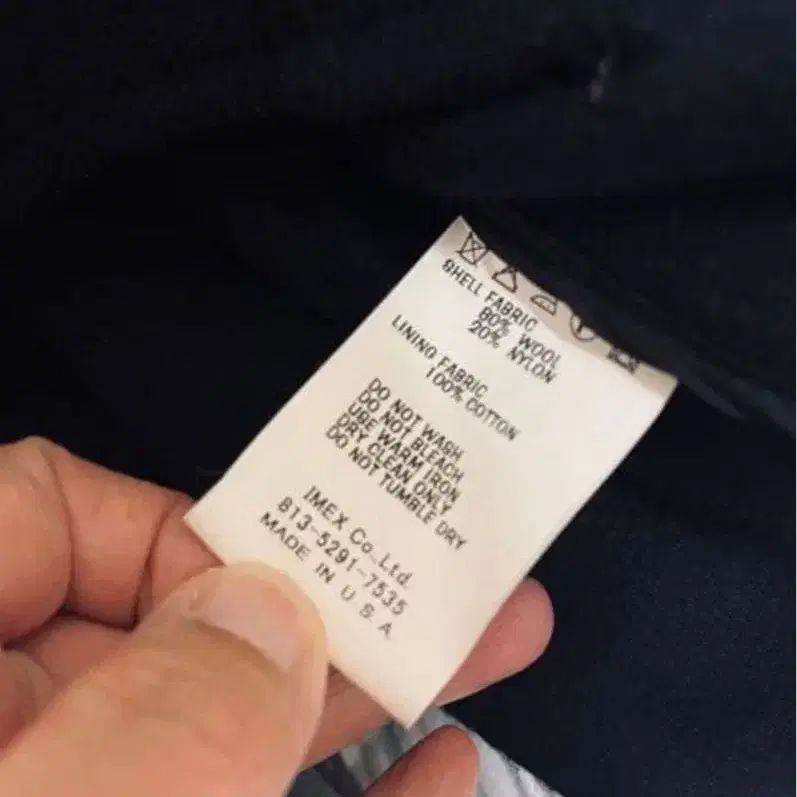 SHELL FABRIC
80% WOOL
20% NYLON
LINING FABRIC
100% COTTON
DO NOT WASH
DO NOT BLEACH
USE WARM IRON
DRY CLEAN ONLY
DO NOT TUMBLE DRY
IMEX Co.,Ltd.
813-5291-7535
MADE IN U.S.A.